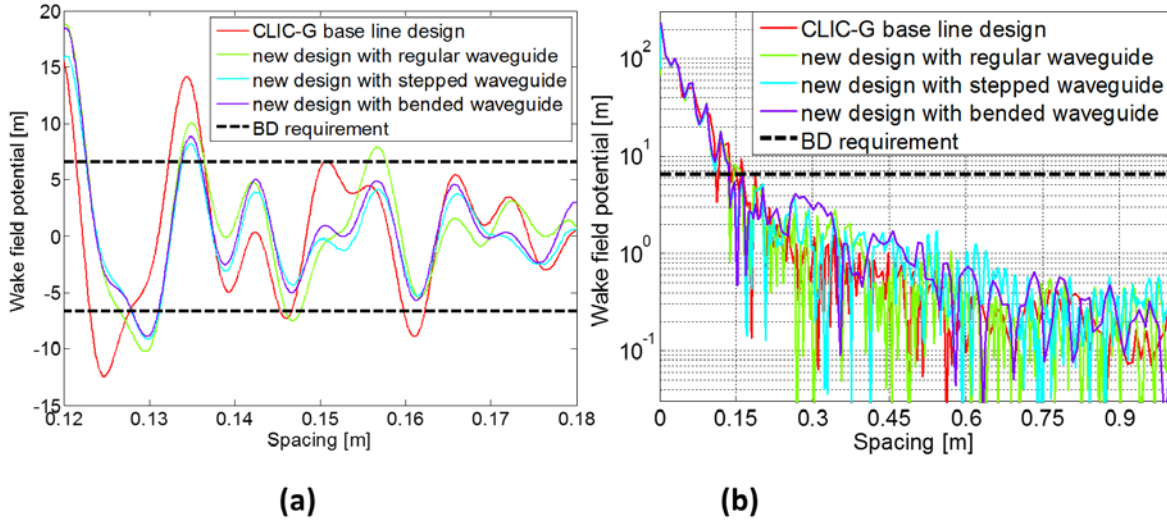 20
15
10
5
0
-5
-10
-15
0.12
0.13
0.14
0.15
0.16
0.17
0.18
Wake field potential [m]
Spacing [m]
CLIC-G base line design
new design with regular waveguide
new design with stepped waveguide
new design with bended waveguide
BD requirement
(a)
10²
10¹
10⁰
10⁻¹
0
0.15
0.3
0.45
0.6
0.75
0.9
Wake field potential [m]
Spacing [m]
CLIC-G base line design
new design with regular waveguide
new design with stepped waveguide
new design with bended waveguide
BD requirement
(b)